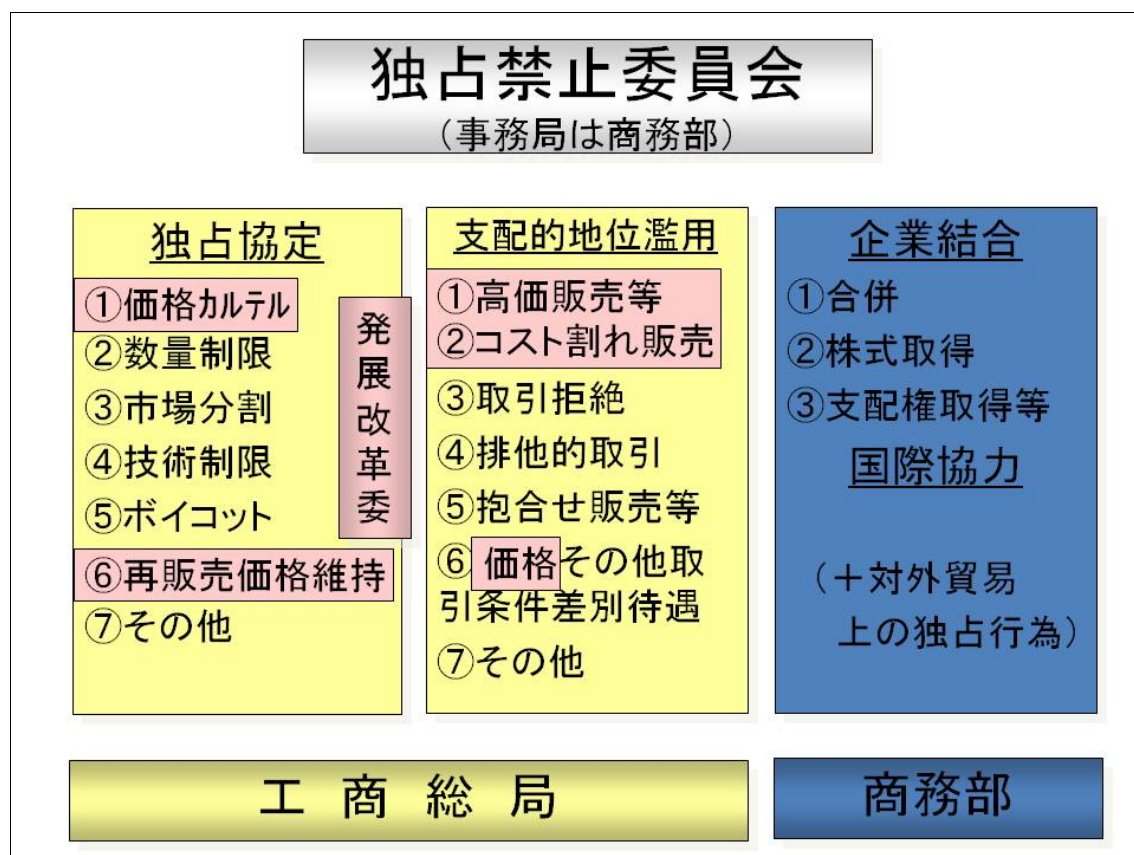 独占禁止委員会
（事務局は商務部）
独占協定
①価格カルテル
②数量制限
③市場分割
④技術制限
⑤ボイコット
⑥再販売価格維持
⑦その他
発展改革委
支配的地位濫用
①高価販売等
②コスト割れ販売
③取引拒絶
④排他的取引
⑤抱合せ販売等
⑥価格その他取
引条件差別待遇
⑦その他
企業結合
①合併
②株式取得
③支配権取得等
国際協力
（＋対外貿易
上の独占行為）
工商総局
商務部